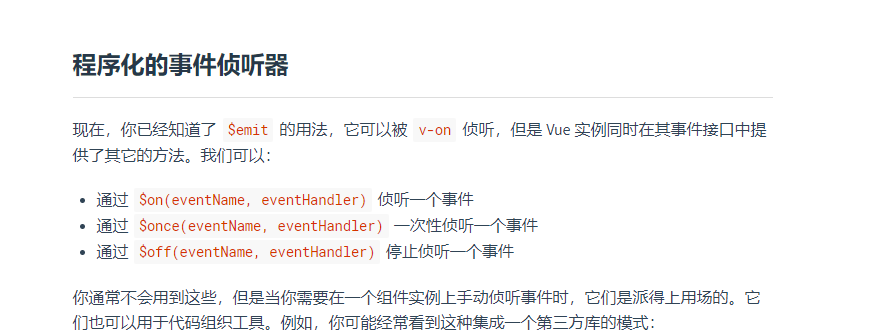 程序化的事件侦听器
现在，你已经知道了 $emit 的用法，它可以被 v-on 侦听，但是 Vue 实例同时在其事件接口中提
供了其它的方法。我们可以：
• 通过 $on(eventName, eventHandler) 侦听一个事件
• 通过 $once(eventName, eventHandler) 一次性侦听一个事件
• 通过 $off(eventName, eventHandler) 停止侦听一个事件
你通常不会用到这些，但是当你需要在一个组件实例上手动侦听事件时，它们是派得上用场的。它
们也可以用于代码组织工具。例如，你可能经常看到这种集成一个第三方库的模式：